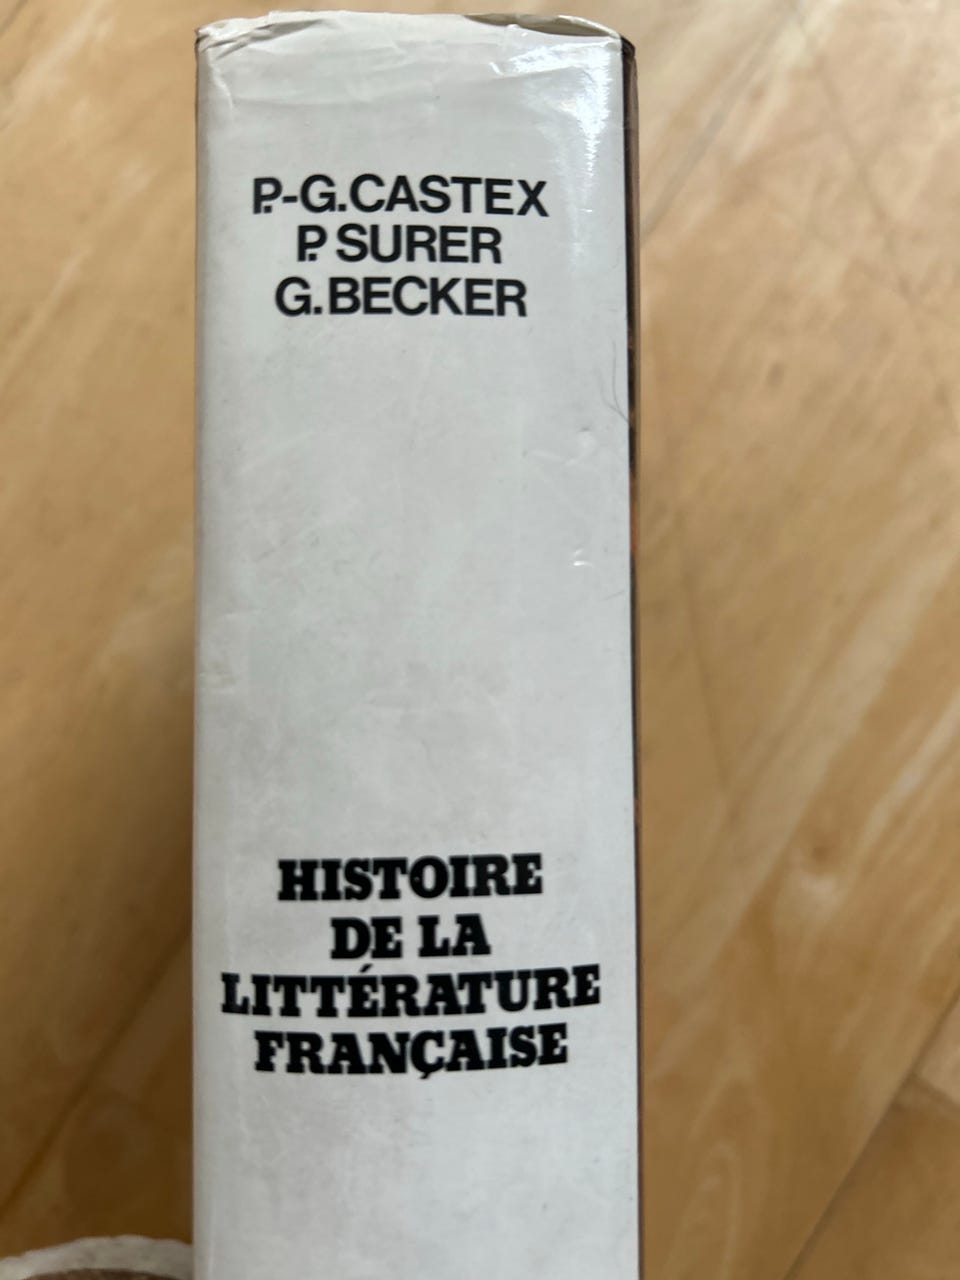 P.-G.CASTEX
P. SURER
G.BECKER
HISTOIRE
DE LA
LITTÉRATURE
FRANÇAISE